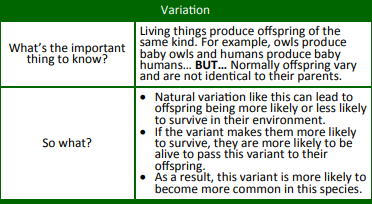 Variation
What's the important
thing to know?
Living things produce offspring of the
same kind. For example, owls produce
baby owls and humans produce baby
humans... BUT... Normally offspring vary
and are not identical to their parents.
So what?
• Natural variation like this can lead to
offspring being more likely or less likely
to survive in their environment.
• If the variant makes them more likely
to survive, they are more likely to be
alive to pass this variant to their
offspring.
• As a result, this variant is more likely to
become more common in this species.